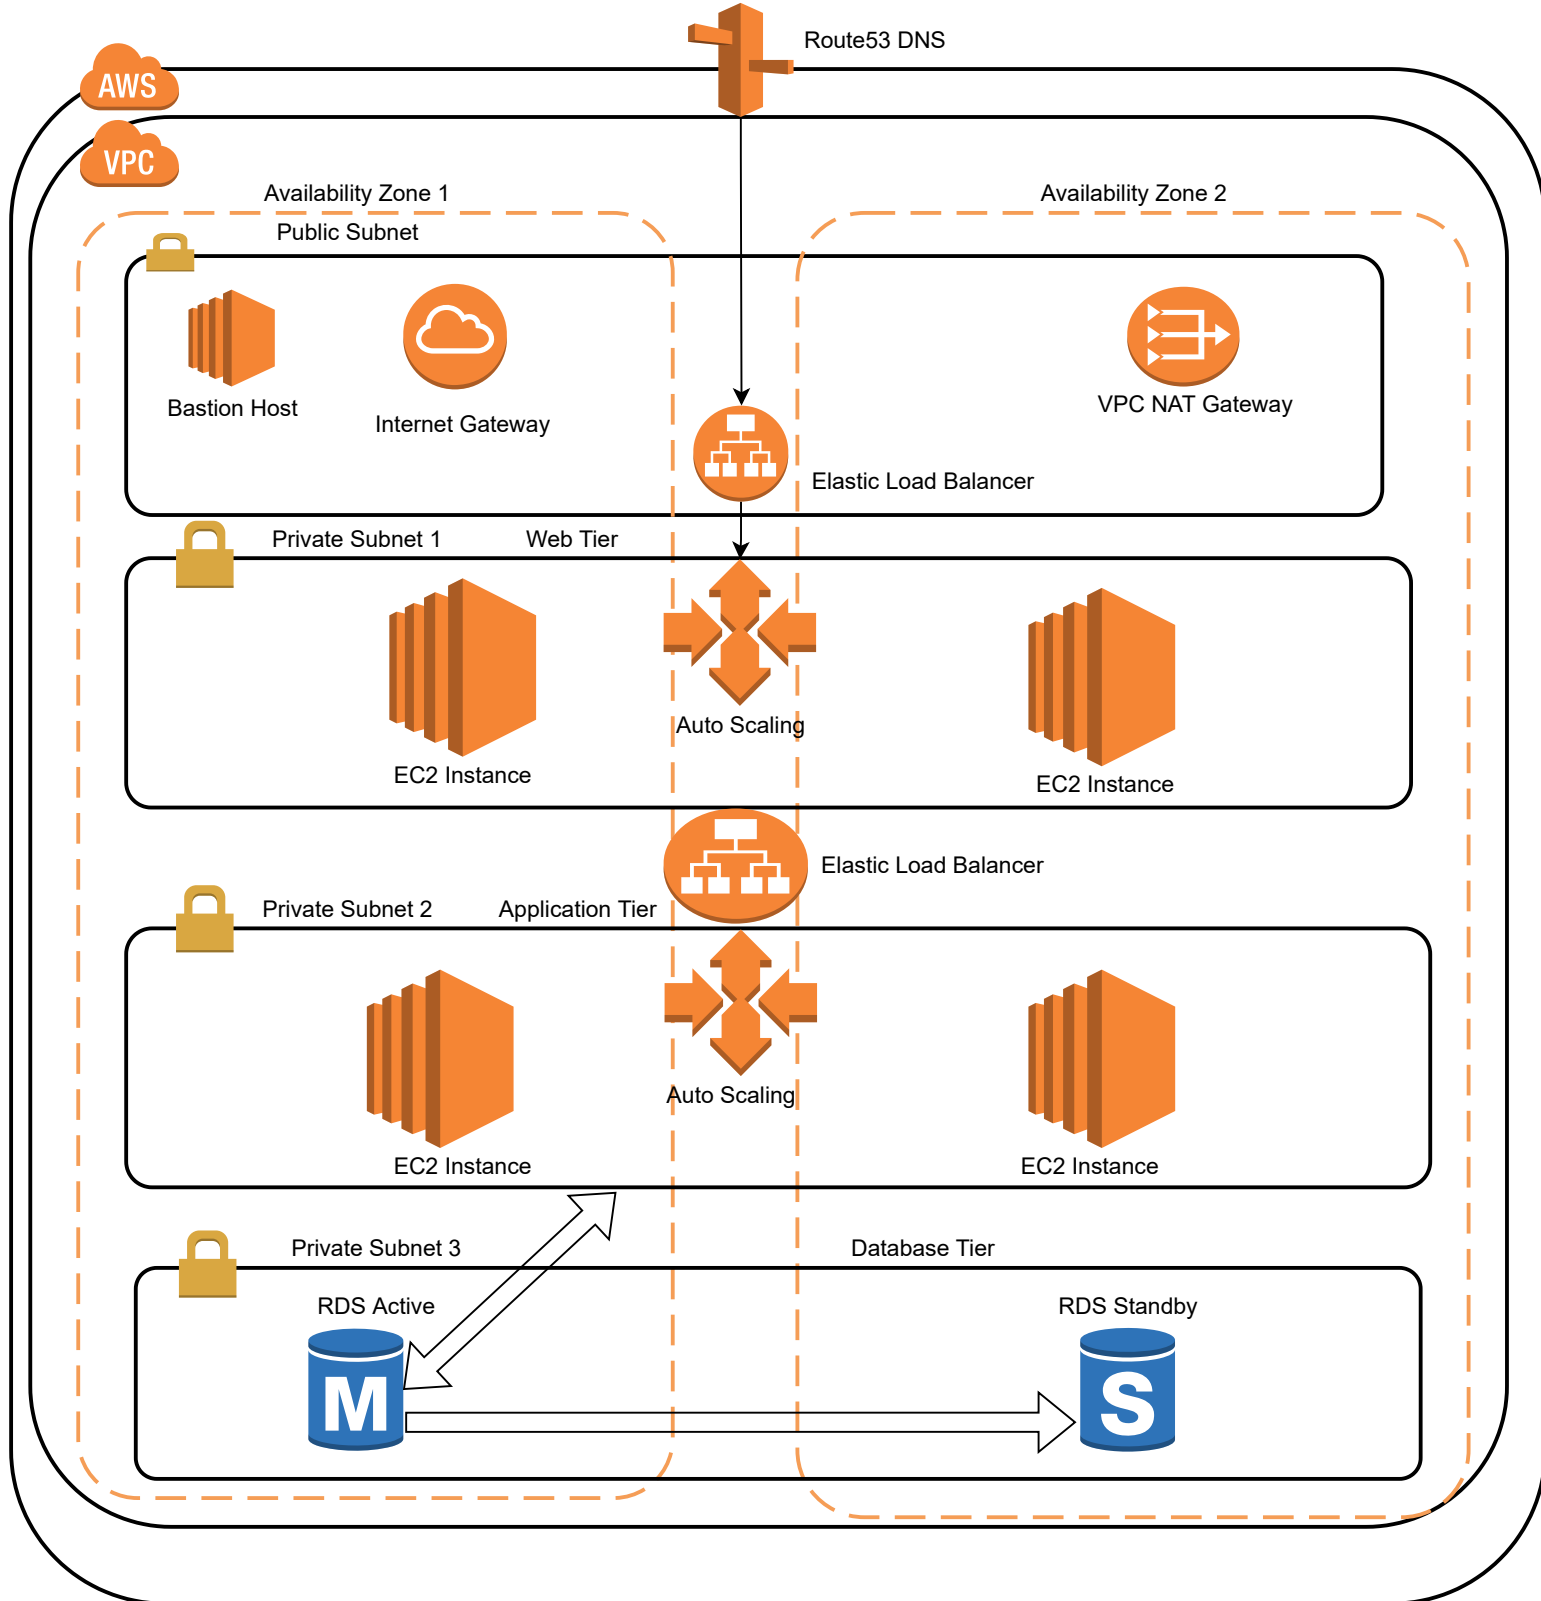 Route53 DNS
AWS
VPC
Availability Zone 1
Availability Zone 2
Public Subnet
Bastion Host
Internet Gateway
VPC NAT Gateway
Elastic Load Balancer
Private Subnet 1
Web Tier
Auto Scaling
EC2 Instance
EC2 Instance
Elastic Load Balancer
Private Subnet 2
Application Tier
Auto Scaling
EC2 Instance
EC2 Instance
Private Subnet 3
Database Tier
RDS Active
RDS Standby
M
S